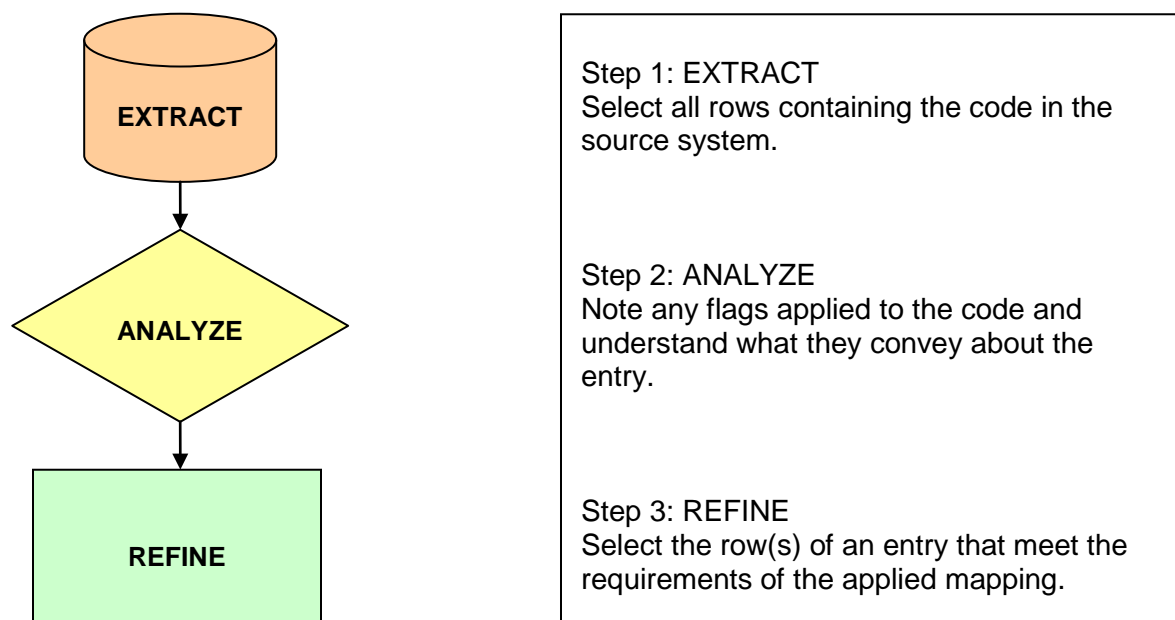 EXTRACT
ANALYZE
REFINE
Step 1: EXTRACT
Select all rows containing the code in the
source system.
Step 2: ANALYZE
Note any flags applied to the code and
understand what they convey about the
entry.
Step 3: REFINE
Select the row(s) of an entry that meet the
requirements of the applied mapping.